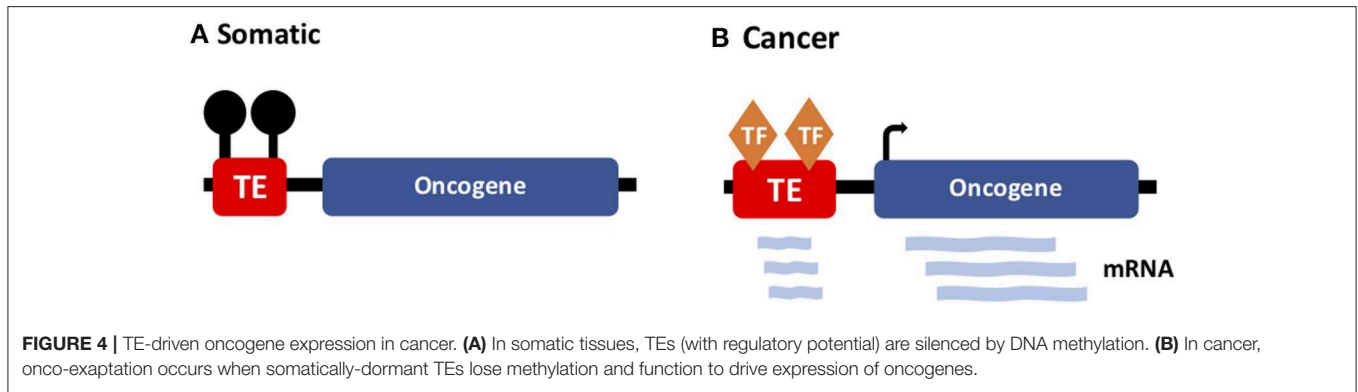 A Somatic
TE
Oncogene
B Cancer
TF
TF
TE
Oncogene
mRNA
FIGURE 4 | TE-driven oncogene expression in cancer. (A) In somatic tissues, TEs (with regulatory potential) are silenced by DNA methylation. (B) In cancer,
onco-exaptation occurs when somatically-dormant TEs lose methylation and function to drive expression of oncogenes.